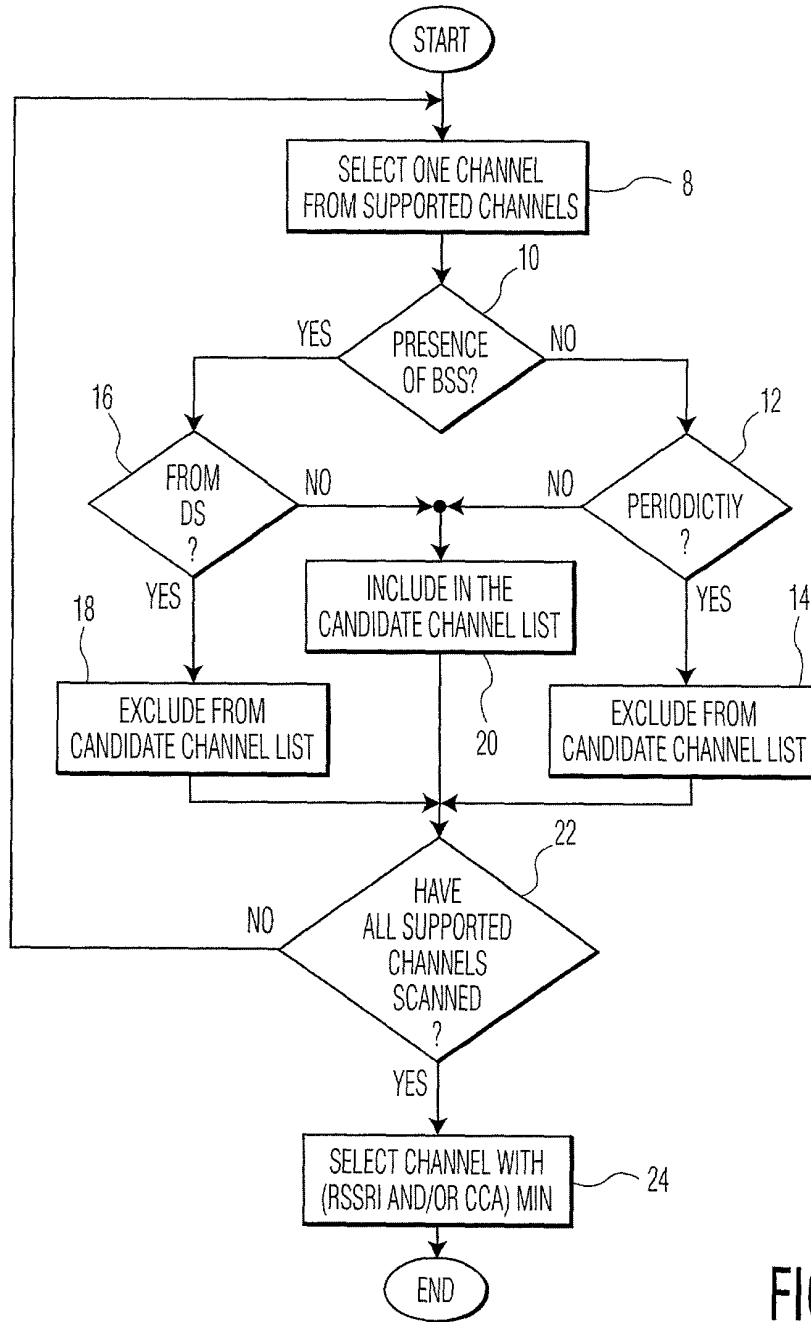 START
SELECT ONE CHANNEL
FROM SUPPORTED CHANNELS
8
10
YES
PRESENCE
OF BSS?
NO
16
FROM
DS
?
NO
NO
12
PERIODICTIY
?
YES
YES
18
EXCLUDE FROM
CANDIDATE CHANNEL LIST
INCLUDE IN THE
CANDIDATE CHANNEL LIST
20
14
EXCLUDE FROM
CANDIDATE CHANNEL LIST
22
NO
HAVE
ALL SUPPORTED
CHANNELS
SCANNED
?
YES
SELECT CHANNEL WITH
(RSSRI AND/OR CCA) MIN
24
END
FIG